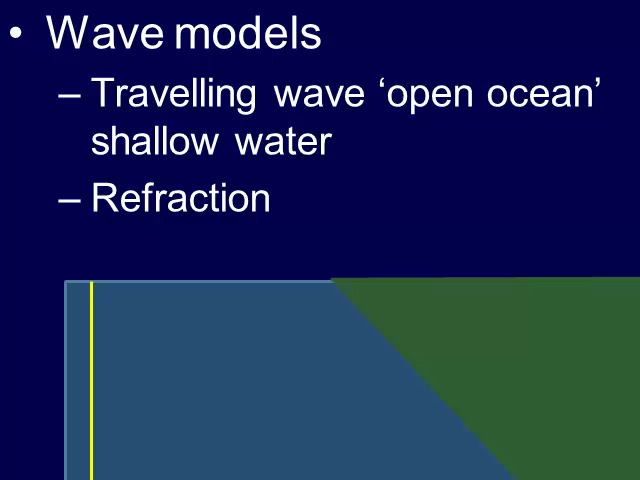 • Wave models
– Travelling wave ‘open ocean’
shallow water
– Refraction